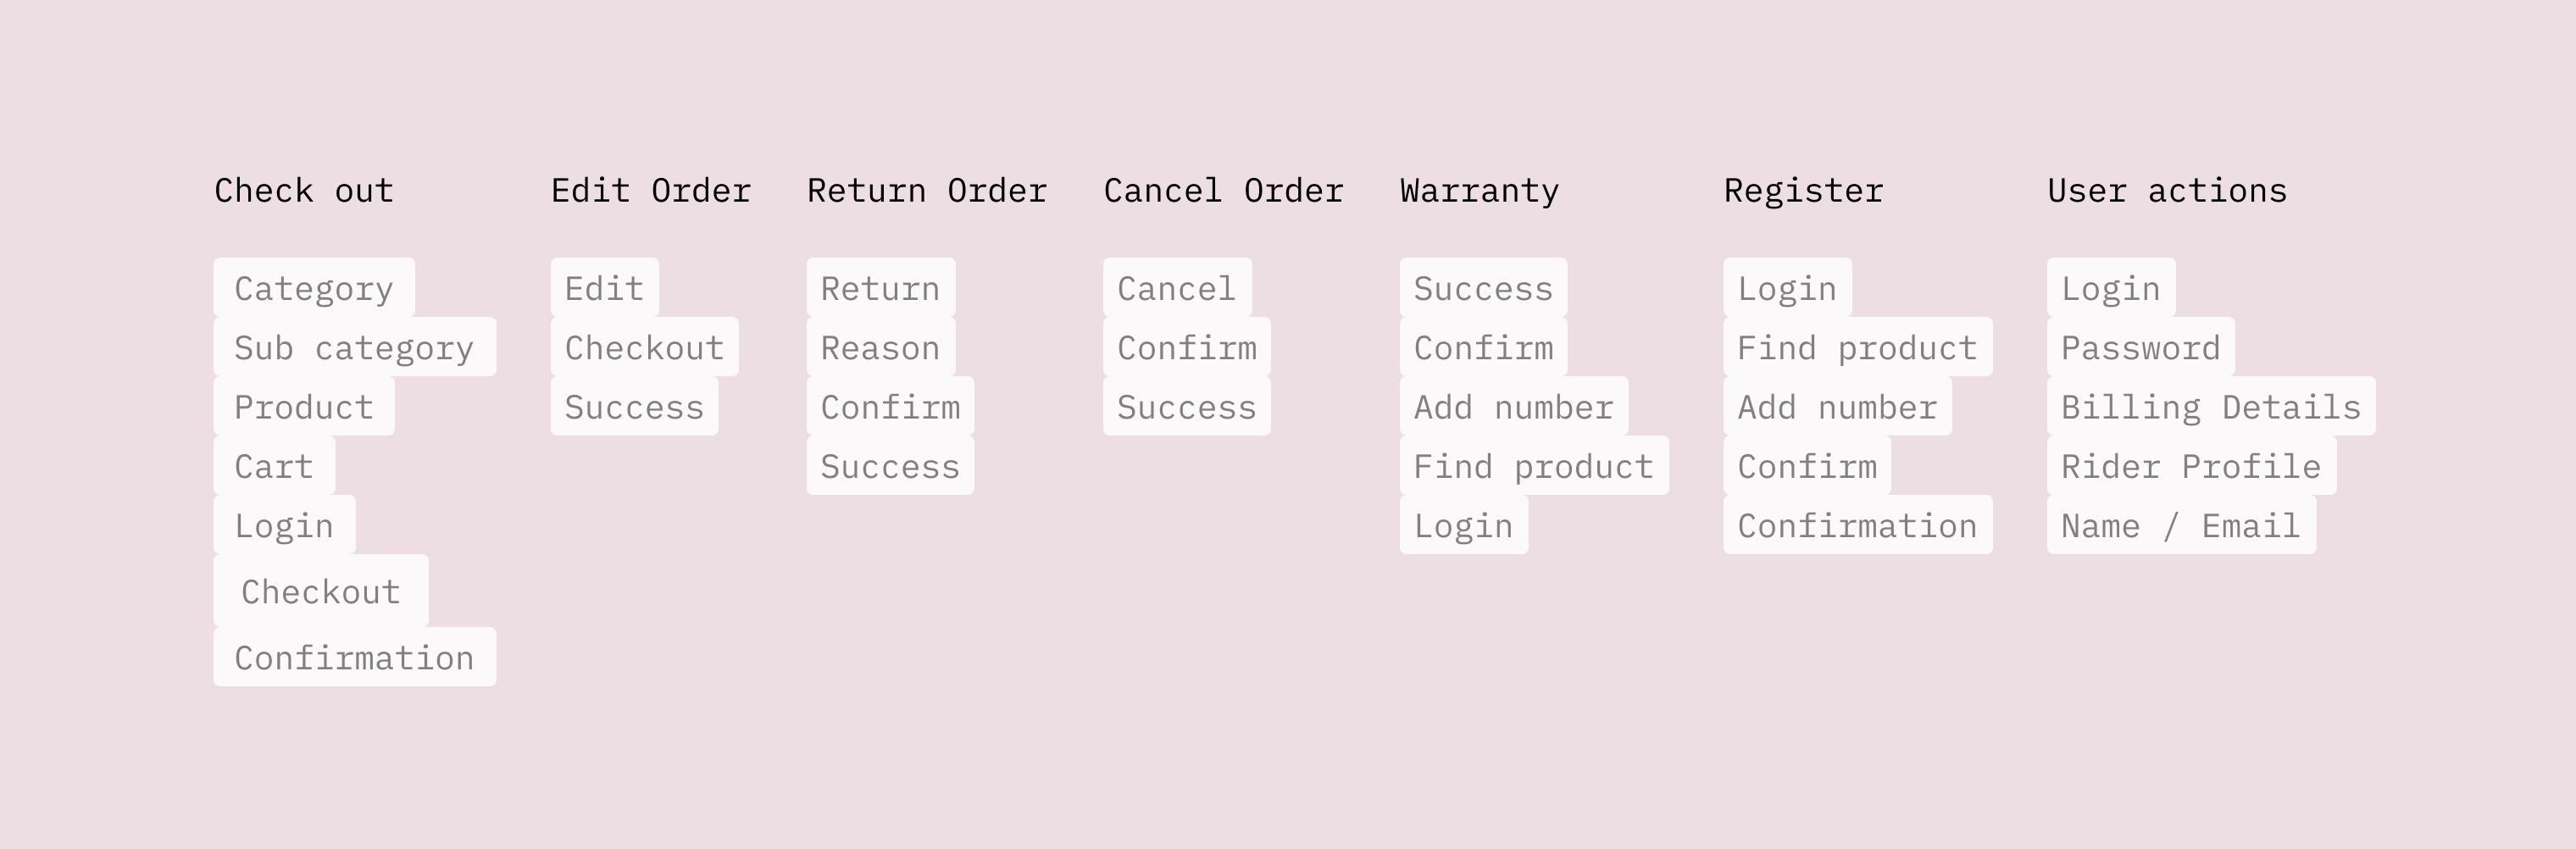 Check out
Category
Sub category
Product
Cart
Login
Checkout
Confirmation
Edit Order
Edit
Checkout
Success
Return Order
Return
Reason
Confirm
Success
Cancel Order
Cancel
Confirm
Success
Warranty
Success
Confirm
Add number
Find product
Login
Register
Login
Find product
Add number
Confirm
Confirmation
User actions
Login
Password
Billing Details
Rider Profile
Name / Email